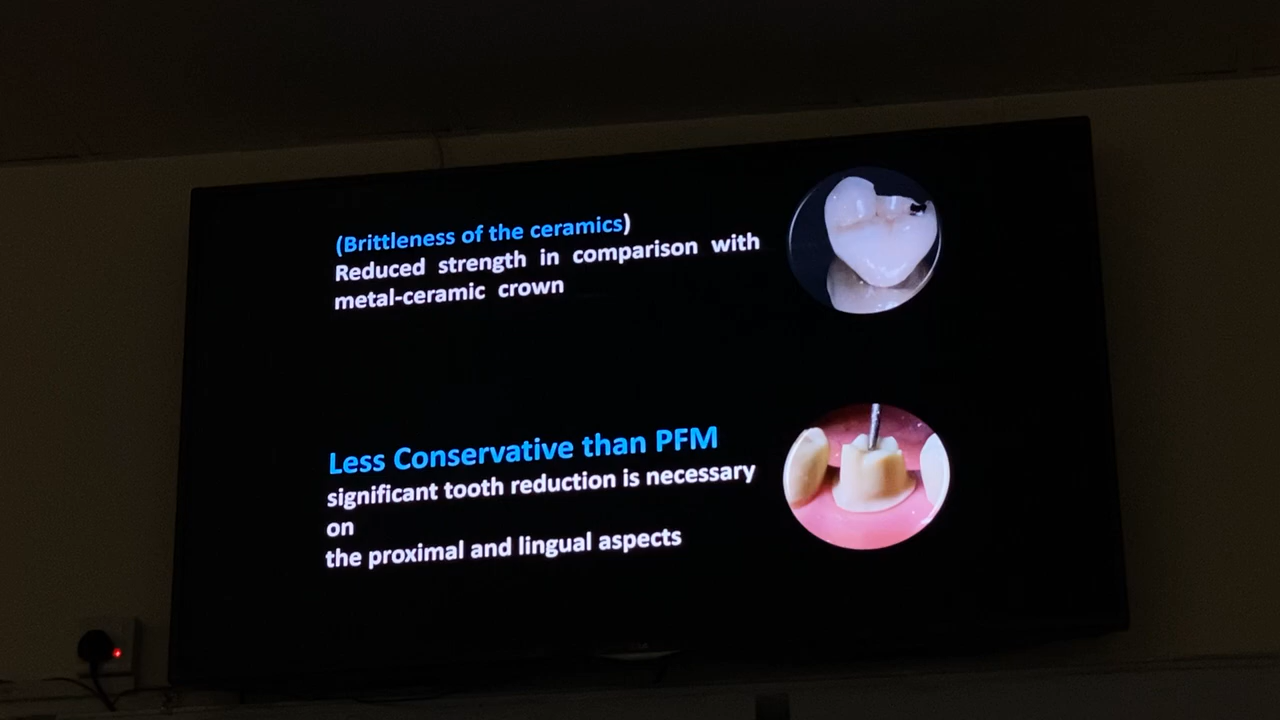 (Brittleness of the ceramics)
Reduced strength in comparison with
metal-ceramic crown
Less Conservative than PFM
significant tooth reduction is necessary
on
the proximal and lingual aspects